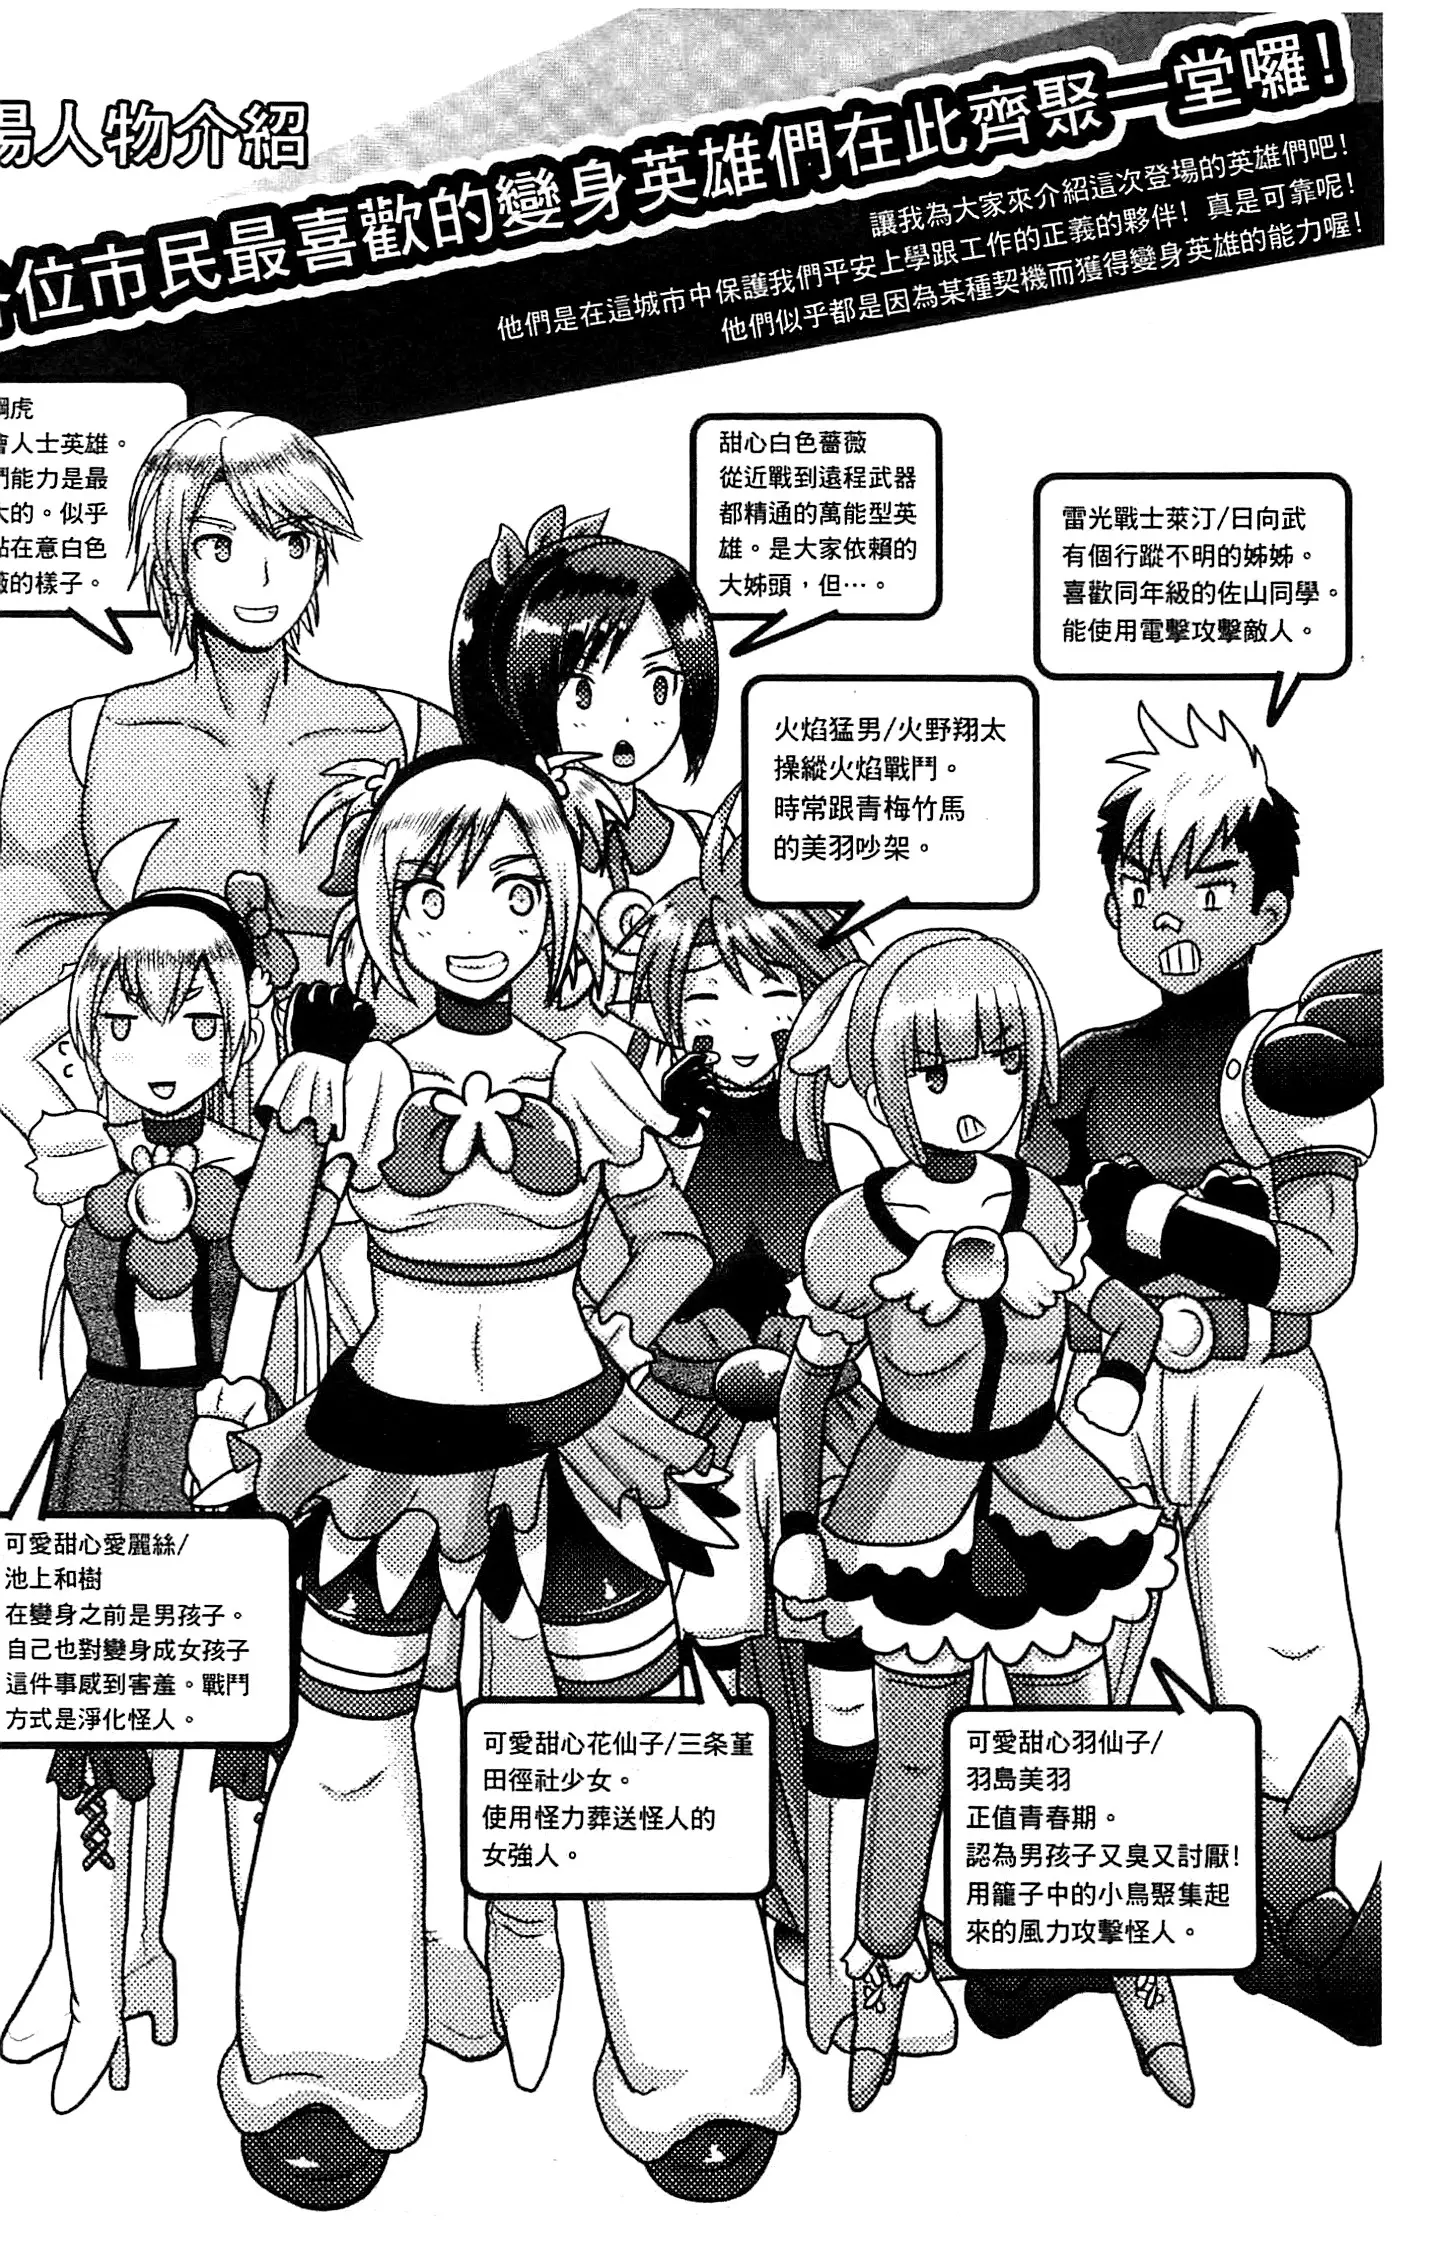 場人物介紹
各位市民最喜歡的變身英雄們在此齊聚一堂囉!
讓我為大家來介紹這次登場的英雄們吧!
他們是在這城市中保護我們平安上學跟工作的正義的夥伴! 真是可靠呢!
他們似乎都是因為某種契機而獲得變身英雄的能力喔!
鋼虎
會人士英雄。
鬥能力是最
大的。似乎
點在意白色
薇的樣子。
甜心白色薔薇
從近戰到遠程武器
都精通的萬能型英
雄。是大家依賴的
大姊頭，但…。
雷光戰士萊汀/日向武
有個行蹤不明的姊姊。
喜歡同年級的佐山同學。
能使用電擊攻擊敵人。
火焰猛男/火野翔太
操縱火焰戰鬥。
時常跟青梅竹馬
的美羽吵架。
可愛甜心愛麗絲/
池上和樹
在變身之前是男孩子。
自己也對變身成女孩子
這件事感到害羞。戰鬥
方式是淨化怪人。
可愛甜心花仙子/三条堇
田徑社少女。
使用怪力葬送怪人的
女強人。
可愛甜心羽仙子/
羽島美羽
正值青春期。
認為男孩子又臭又討厭!
用籠子中的小鳥聚集起
來的風力攻擊怪人。